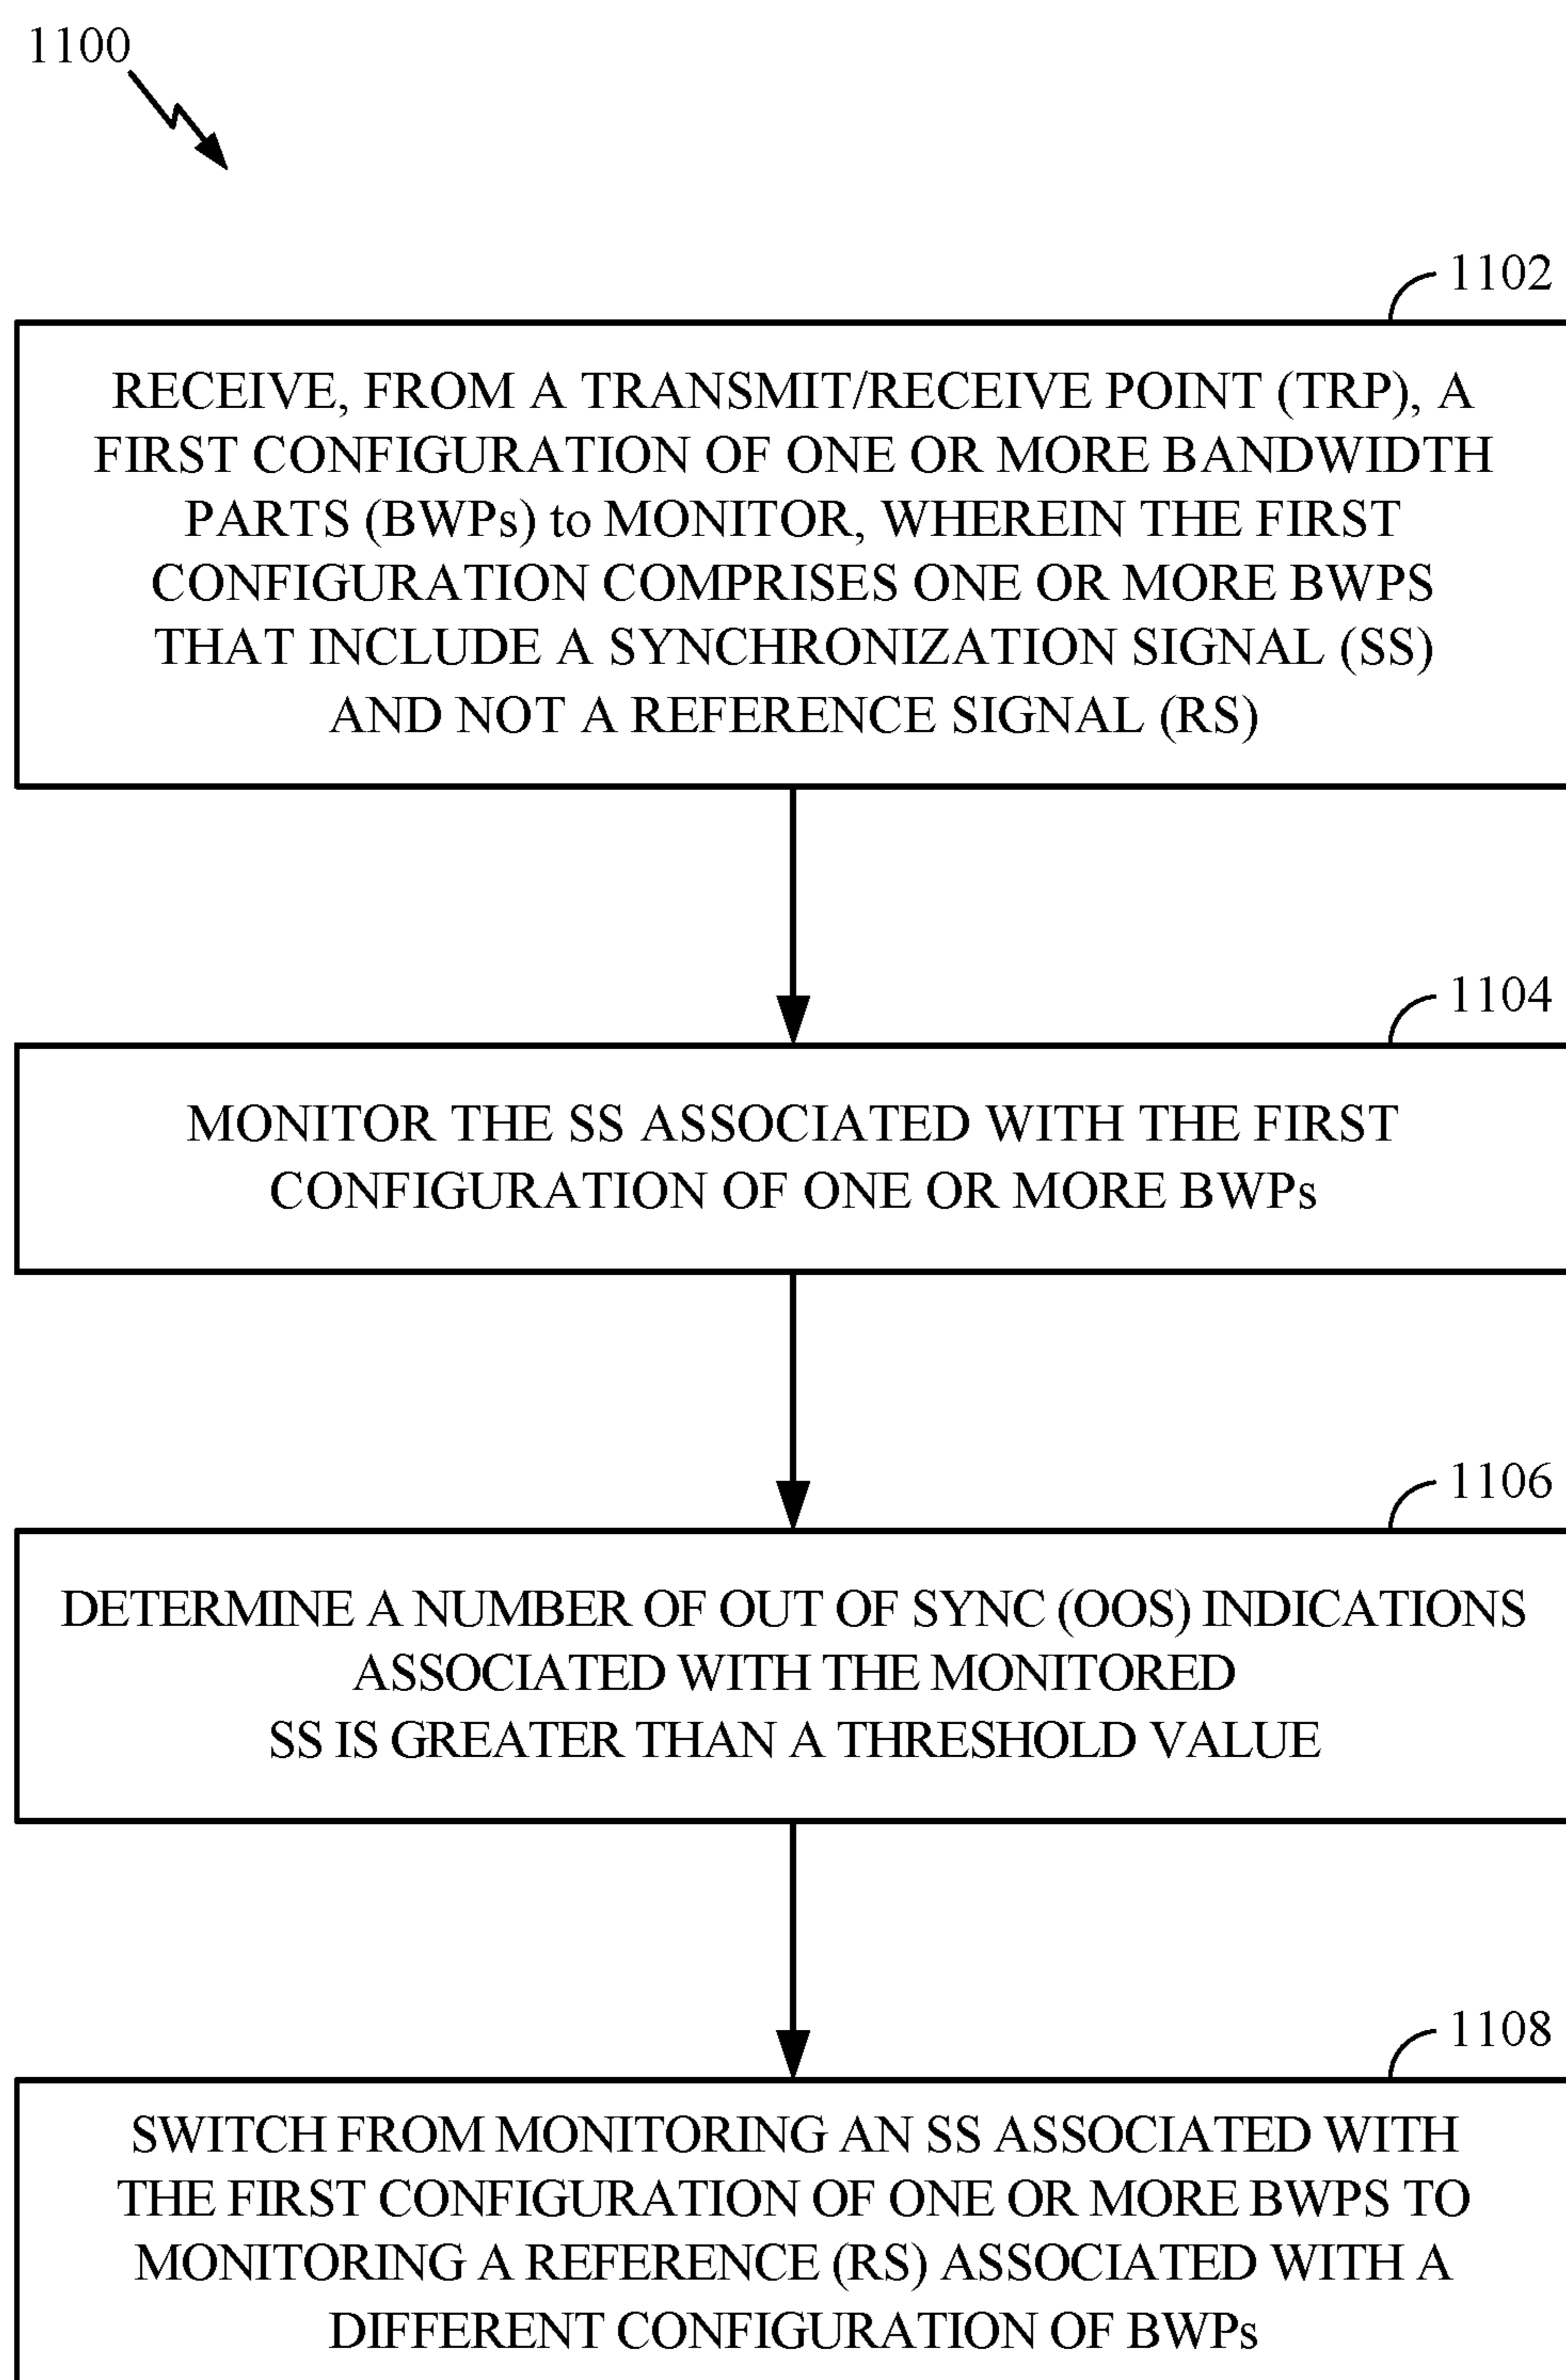 1100
1102
RECEIVE, FROM A TRANSMIT/RECEIVE POINT (TRP), A
FIRST CONFIGURATION OF ONE OR MORE BANDWIDTH
PARTS (BWPs) to MONITOR, WHEREIN THE FIRST
CONFIGURATION COMPRISES ONE OR MORE BWPS
THAT INCLUDE A SYNCHRONIZATION SIGNAL (SS)
AND NOT A REFERENCE SIGNAL (RS)
1104
MONITOR THE SS ASSOCIATED WITH THE FIRST
CONFIGURATION OF ONE OR MORE BWPs
1106
DETERMINE A NUMBER OF OUT OF SYNC (OOS) INDICATIONS
ASSOCIATED WITH THE MONITORED
SS IS GREATER THAN A THRESHOLD VALUE
1108
SWITCH FROM MONITORING AN SS ASSOCIATED WITH
THE FIRST CONFIGURATION OF ONE OR MORE BWPS TO
MONITORING A REFERENCE (RS) ASSOCIATED WITH A
DIFFERENT CONFIGURATION OF BWPs